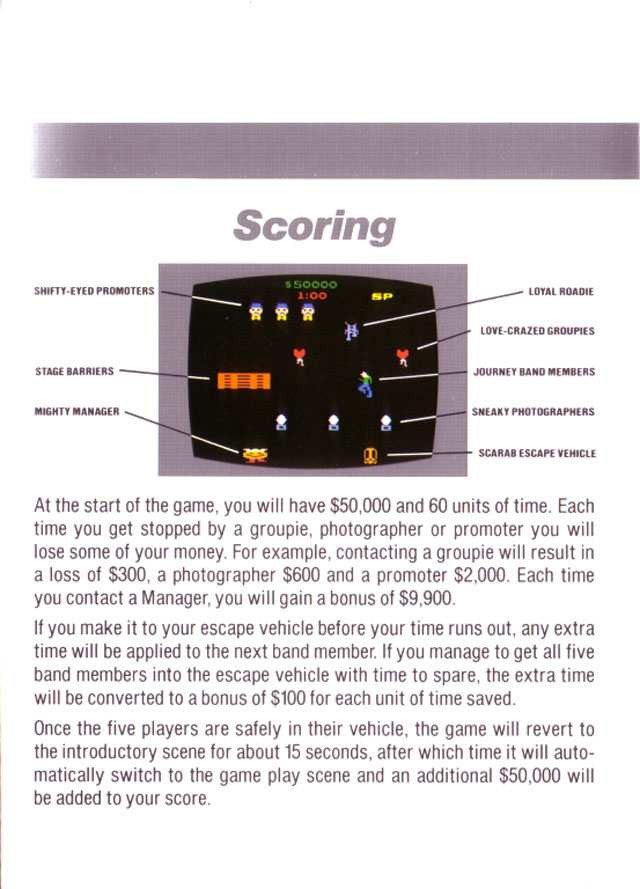 Scoring
$50000
1:00
SP
SHIFTY-EYED PROMOTERS
LOYAL ROADIE
LOVE-CRAZED GROUPIES
STAGE BARRIERS
JOURNEY BAND MEMBERS
MIGHTY MANAGER
SNEAKY PHOTOGRAPHERS
SCARAB ESCAPE VEHICLE
At the start of the game, you will have $50,000 and 60 units of time. Each
time you get stopped by a groupie, photographer or promoter you will
lose some of your money. For example, contacting a groupie will result in
a loss of $300, a photographer $600 and a promoter $2,000. Each time
you contact a Manager, you will gain a bonus of $9,900.
If you make it to your escape vehicle before your time runs out, any extra
time will be applied to the next band member. If you manage to get all five
band members into the escape vehicle with time to spare, the extra time
will be converted to a bonus of $100 for each unit of time saved.
Once the five players are safely in their vehicle, the game will revert to
the introductory scene for about 15 seconds, after which time it will auto-
matically switch to the game play scene and an additional $50,000 will
be added to your score.